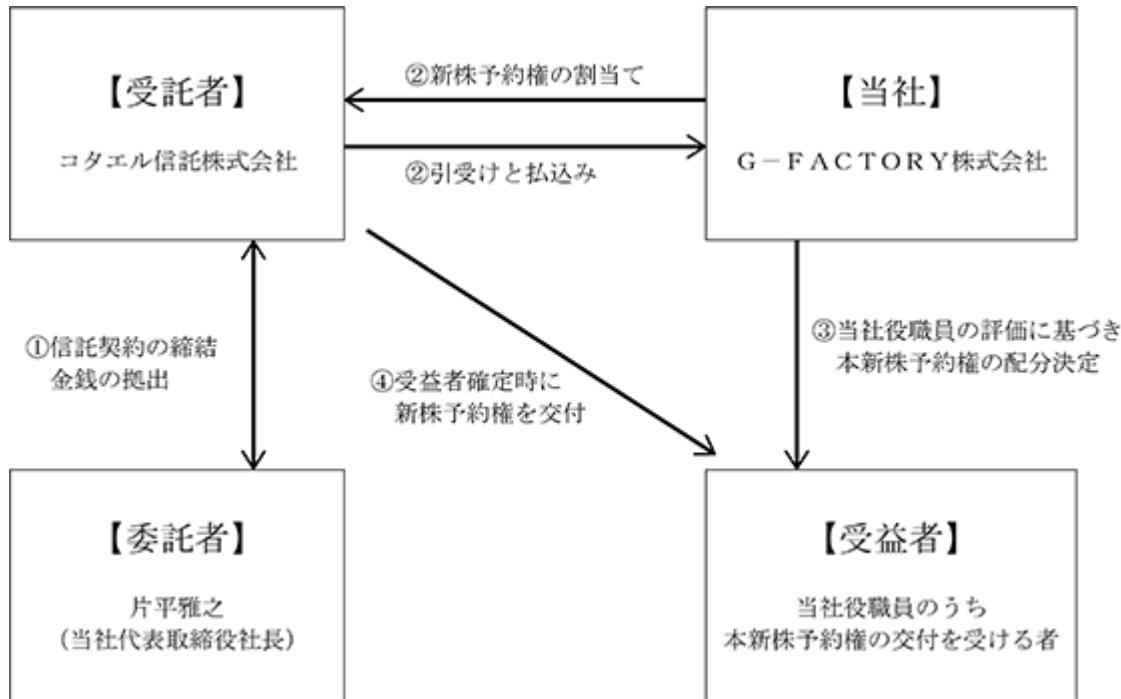 【受託者】
コタエル信託株式会社
②新株予約権の割当て
②引受けと払込み
【当社】
G－FACTORY株式会社
①信託契約の締結
金銭の拠出
④受益者確定時に
新株予約権を交付
③当社役職員の評価に基づき
本新株予約権の配分決定
【委託者】
片平雅之
（当社代表取締役社長）
【受益者】
当社役職員のうち
本新株予約権の交付を受ける者